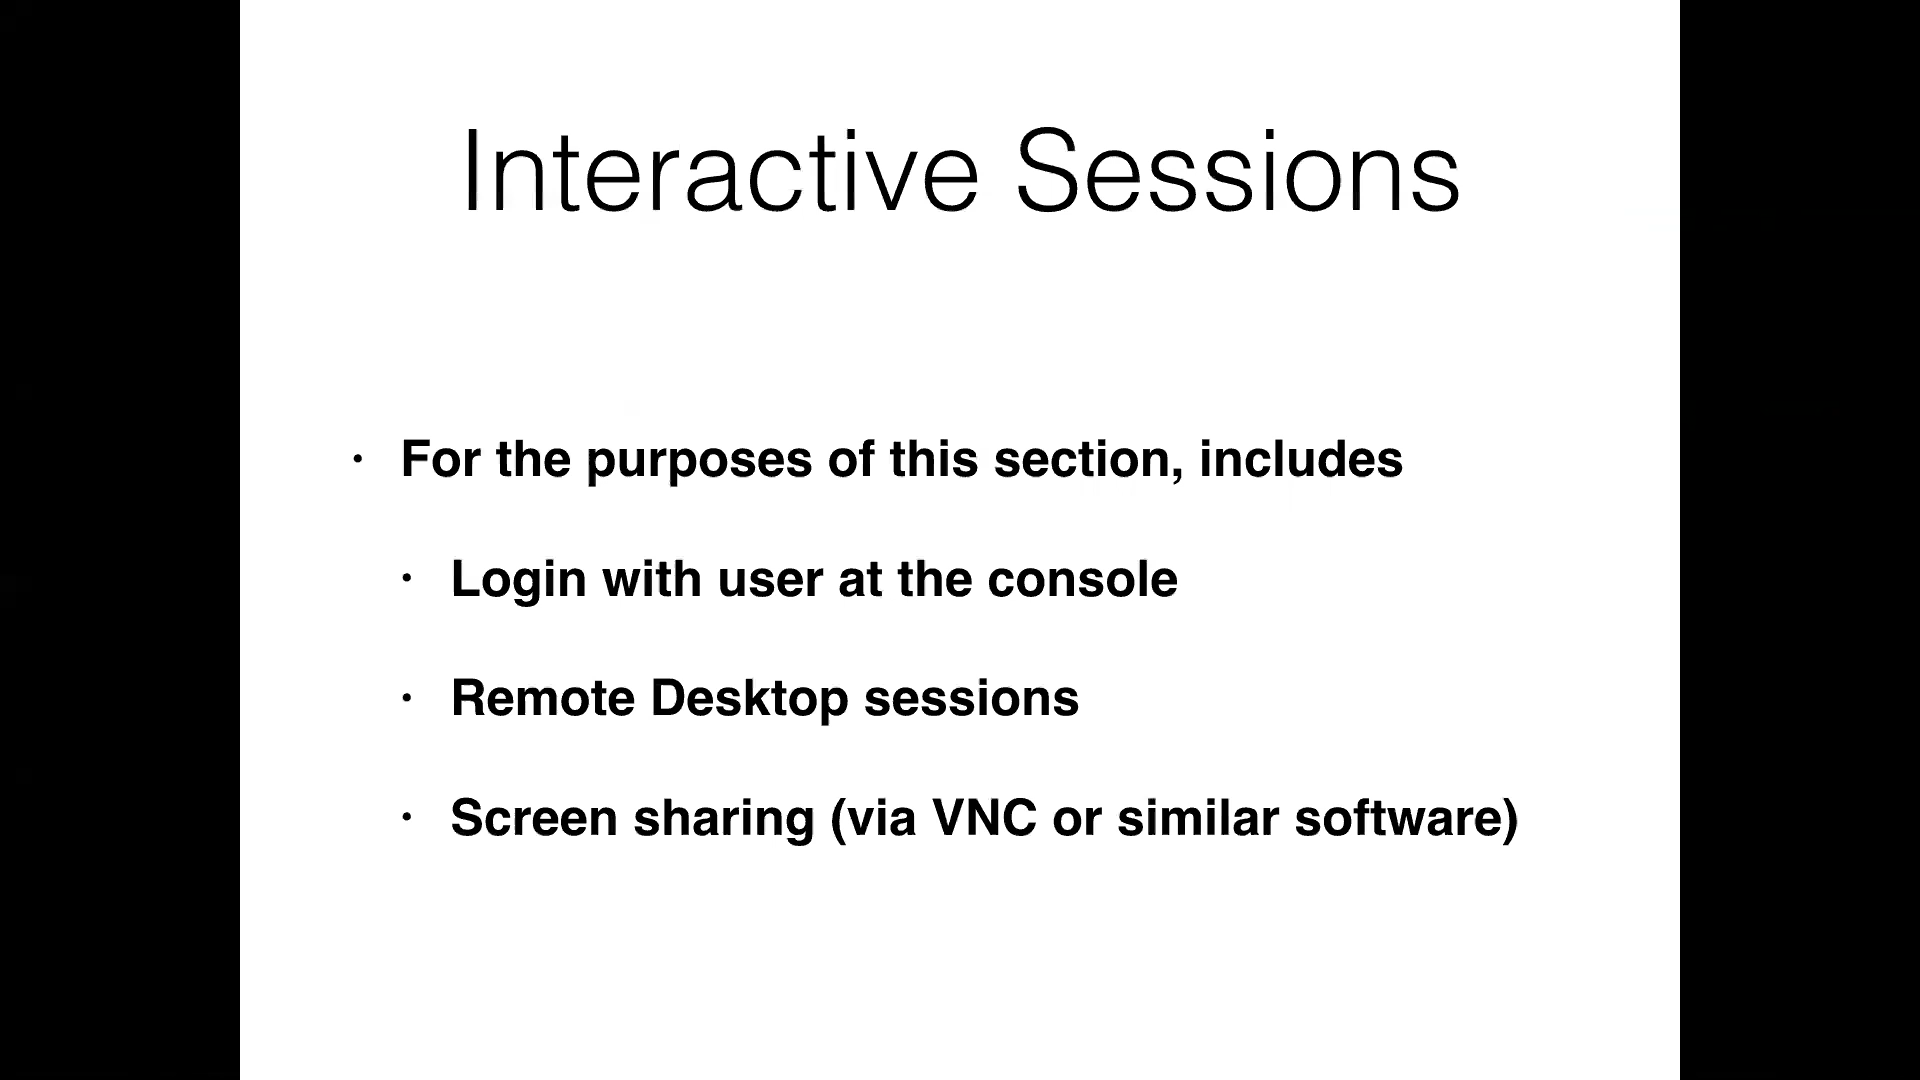 Interactive Sessions
• For the purposes of this section, includes
• Login with user at the console
• Remote Desktop sessions
• Screen sharing (via VNC or similar software)